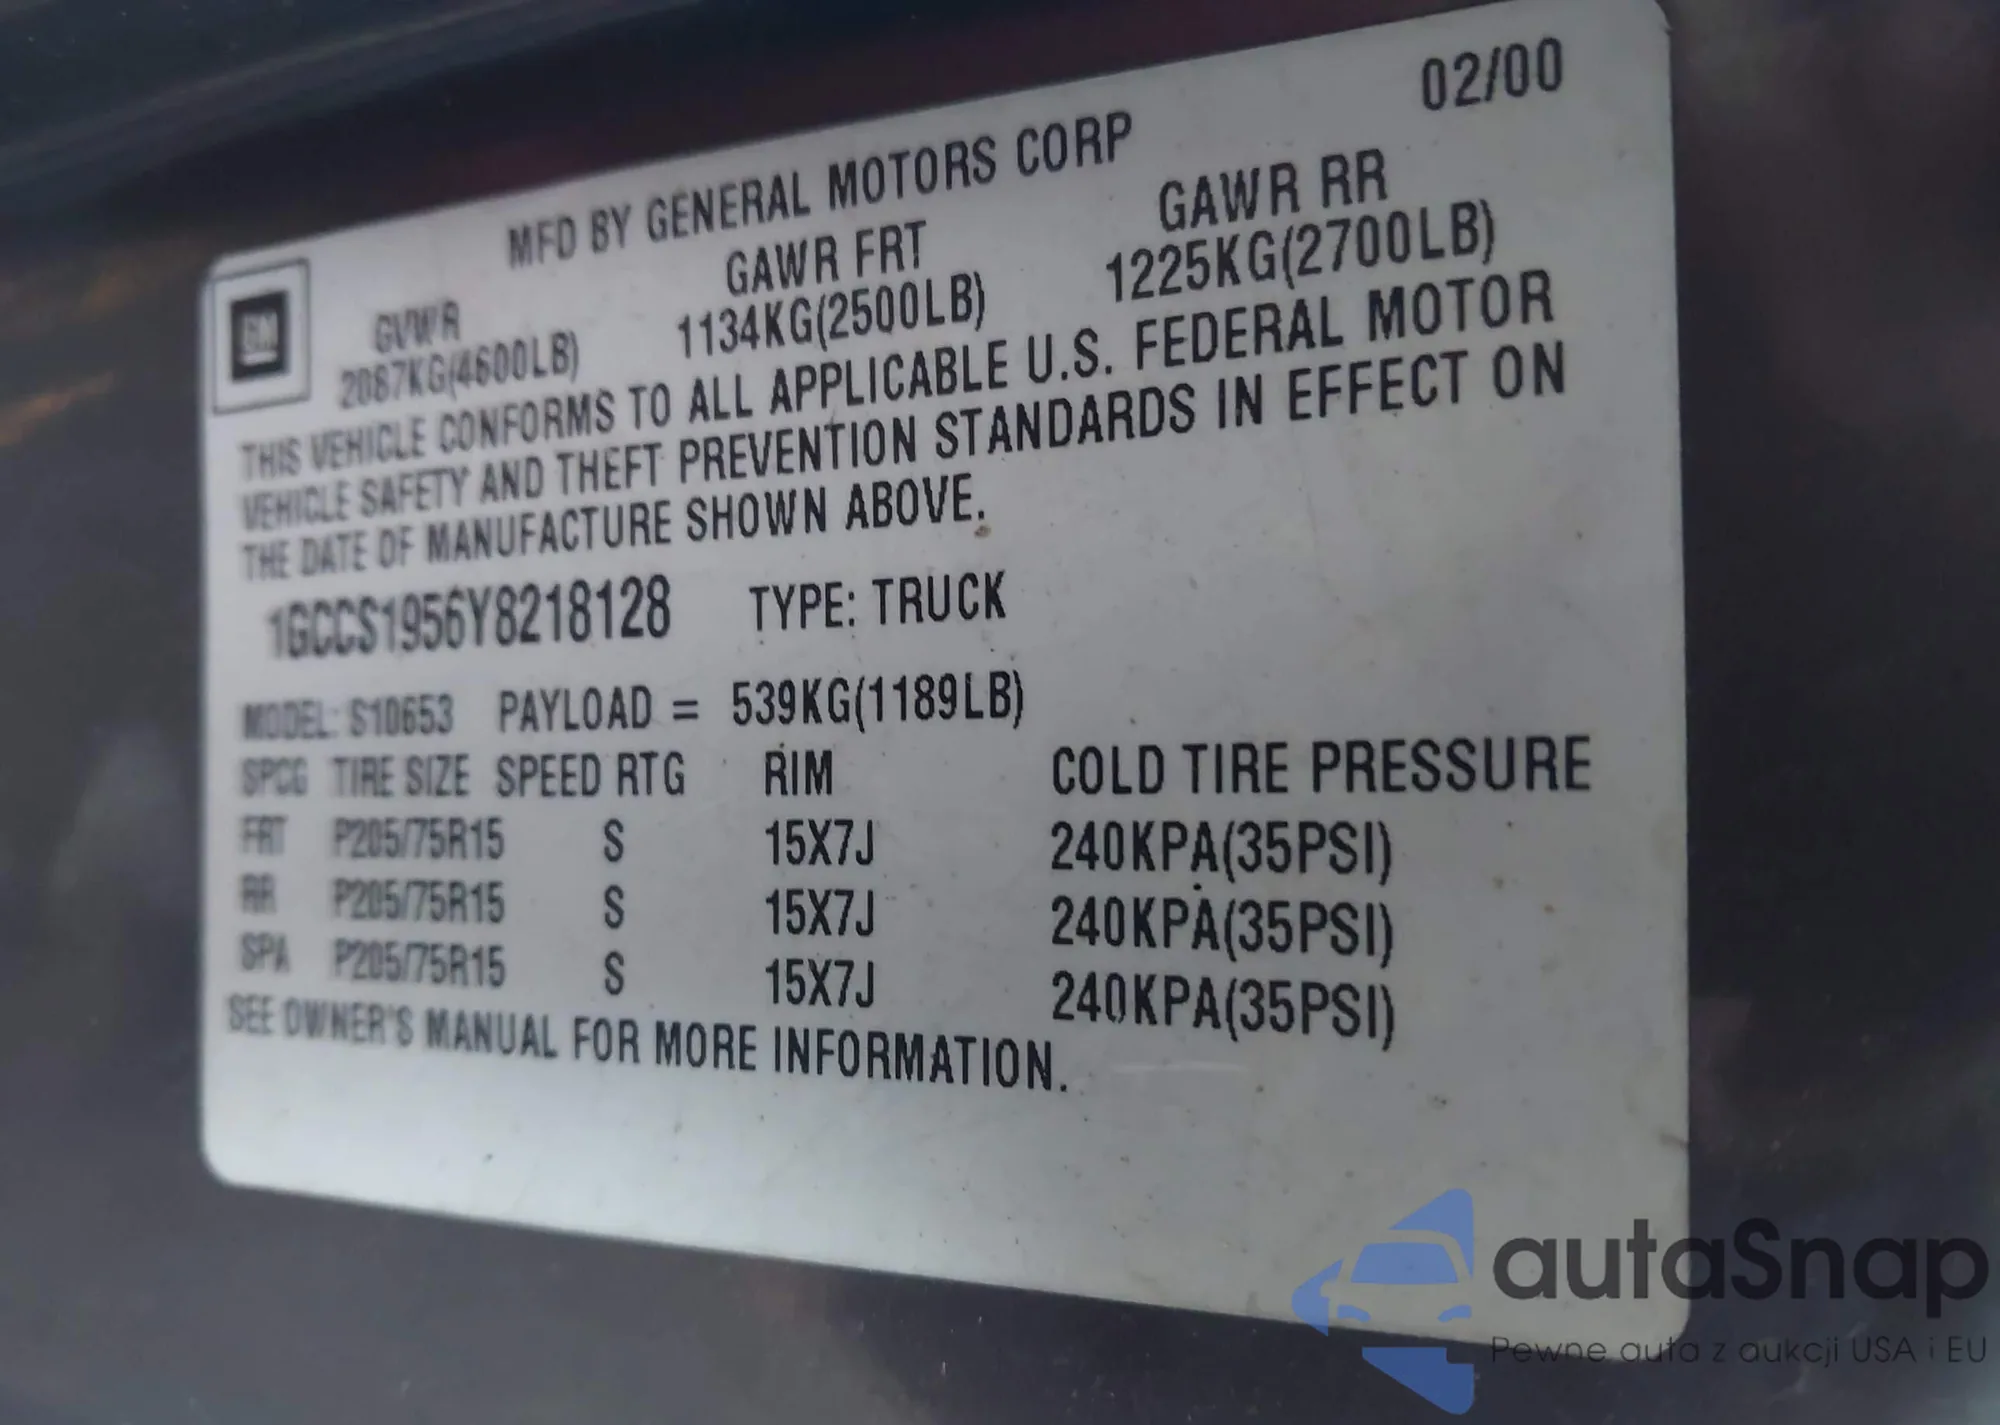 02/00
MFD BY GENERAL MOTORS CORP
GM
GVWR GAWR FRT GAWR RR
2087KG(4600LB) 1134KG(2500LB) 1225KG(2700LB)
THIS VEHICLE CONFORMS TO ALL APPLICABLE U.S. FEDERAL MOTOR
VEHICLE SAFETY AND THEFT PREVENTION STANDARDS IN EFFECT ON
THE DATE OF MANUFACTURE SHOWN ABOVE.
1GCCS1956Y8218128 TYPE: TRUCK
MODEL: S10653 PAYLOAD = 539KG(1189LB)
SPCG TIRE SIZE SPEED RTG RIM COLD TIRE PRESSURE
FRT P205/75R15 S 15X7J 240KPA(35PSI)
RR P205/75R15 S 15X7J 240KPA(35PSI)
SPA P205/75R15 S 15X7J 240KPA(35PSI)
SEE OWNER'S MANUAL FOR MORE INFORMATION.
autaSnap
Pewne auta z aukcji USA i EU